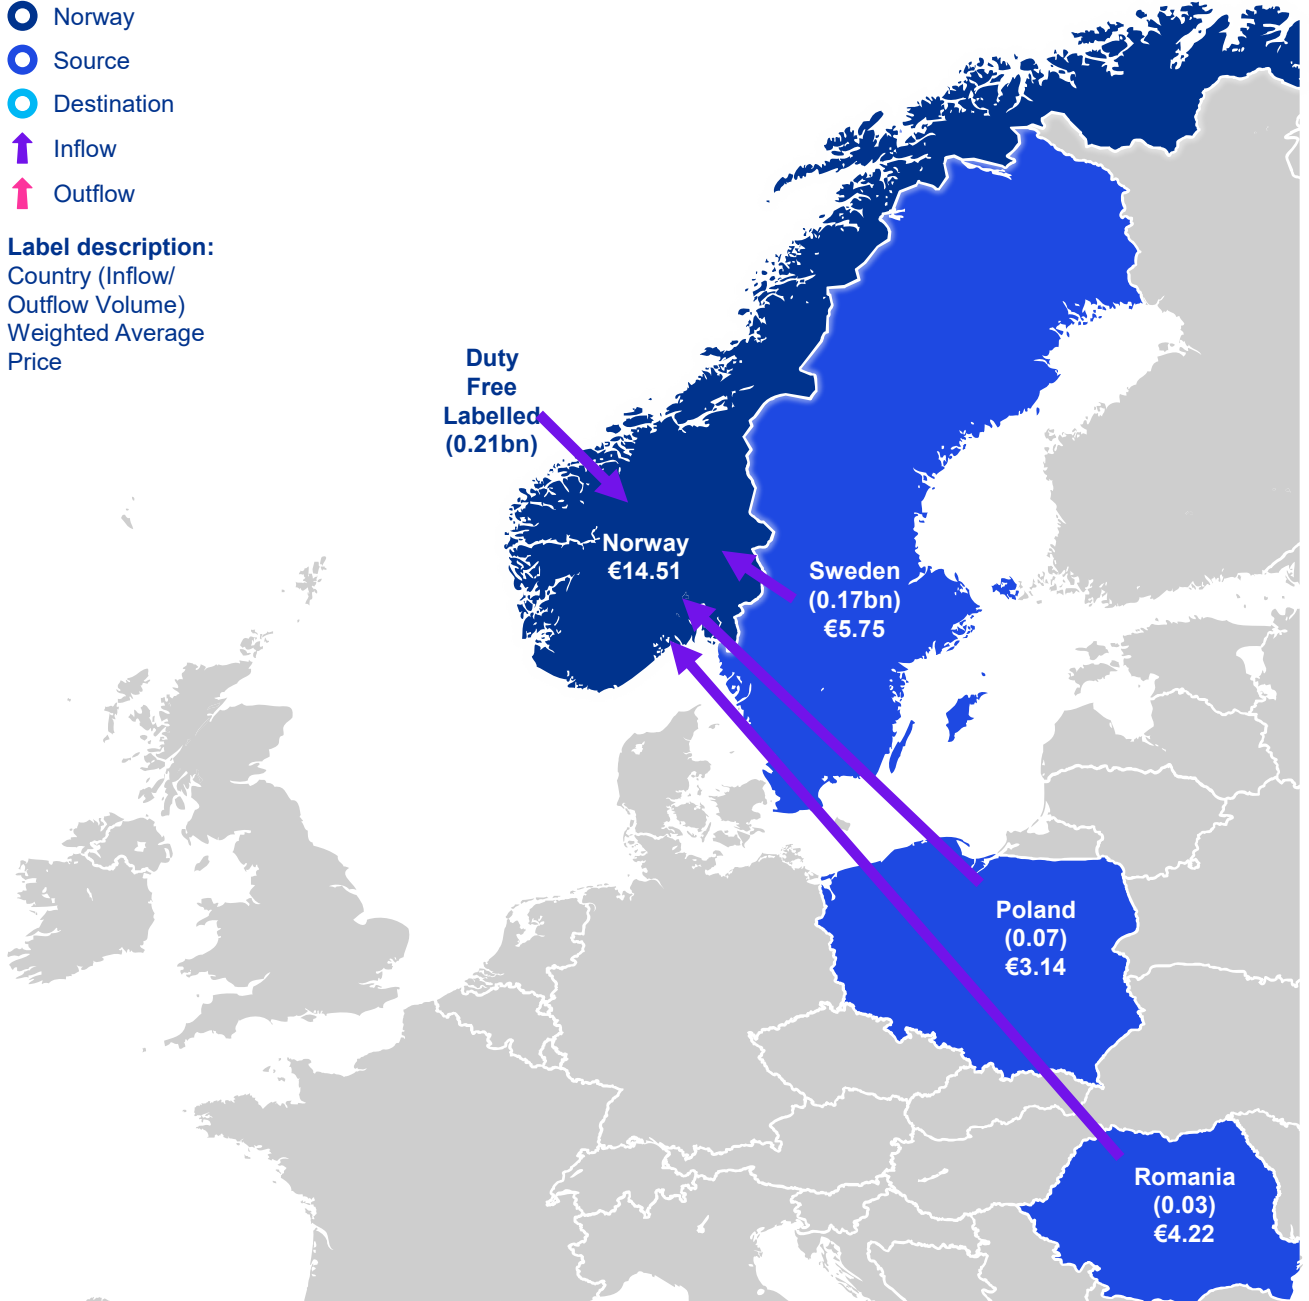 Norway
Source
Destination
Inflow
Outflow
Label description:
Country (Inflow/
Outflow Volume)
Weighted Average
Price
Duty
Free
Labelled
(0.21bn)
Norway
€14.51
Sweden
(0.17bn)
€5.75
Poland
(0.07)
€3.14
Romania
(0.03)
€4.22